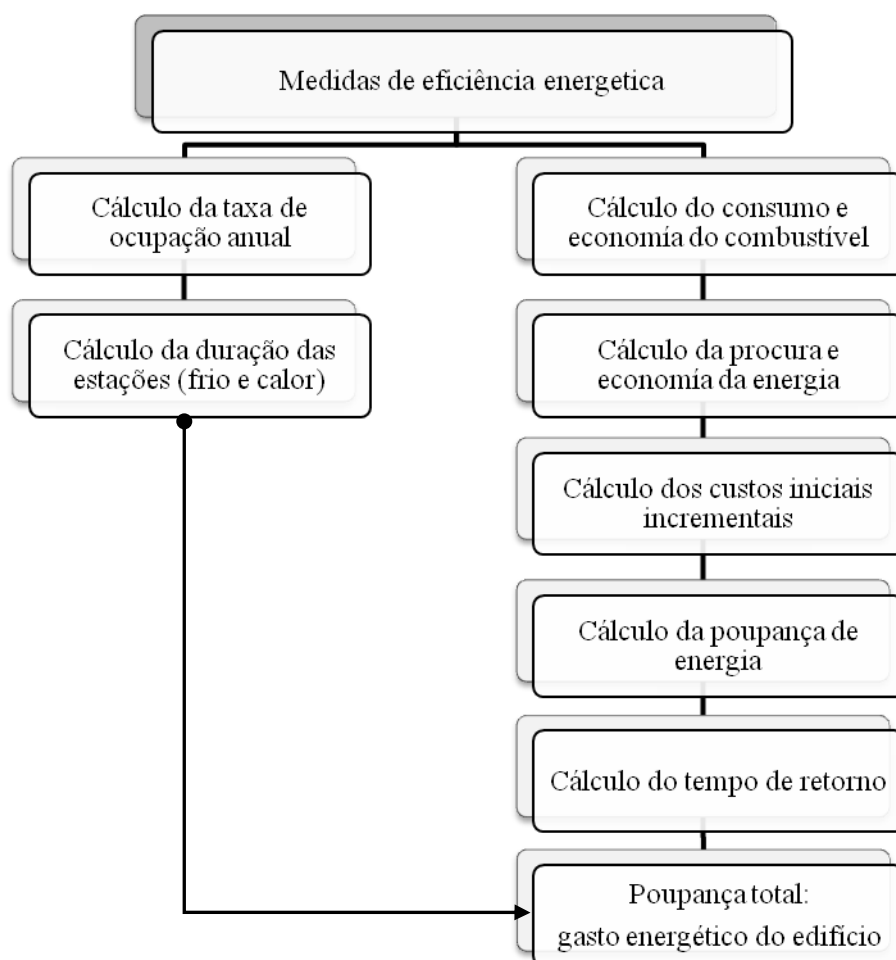 Medidas de eficiência energetica
Cálculo da taxa de
ocupação anual
Cálculo da duração das
estações (frio e calor)
Cálculo do consumo e
economía do combustível
Cálculo da procura e
economía da energia
Cálculo dos custos iniciais
incrementais
Cálculo da poupança de
energia
Cálculo do tempo de retorno
Poupança total:
gasto energético do edifício